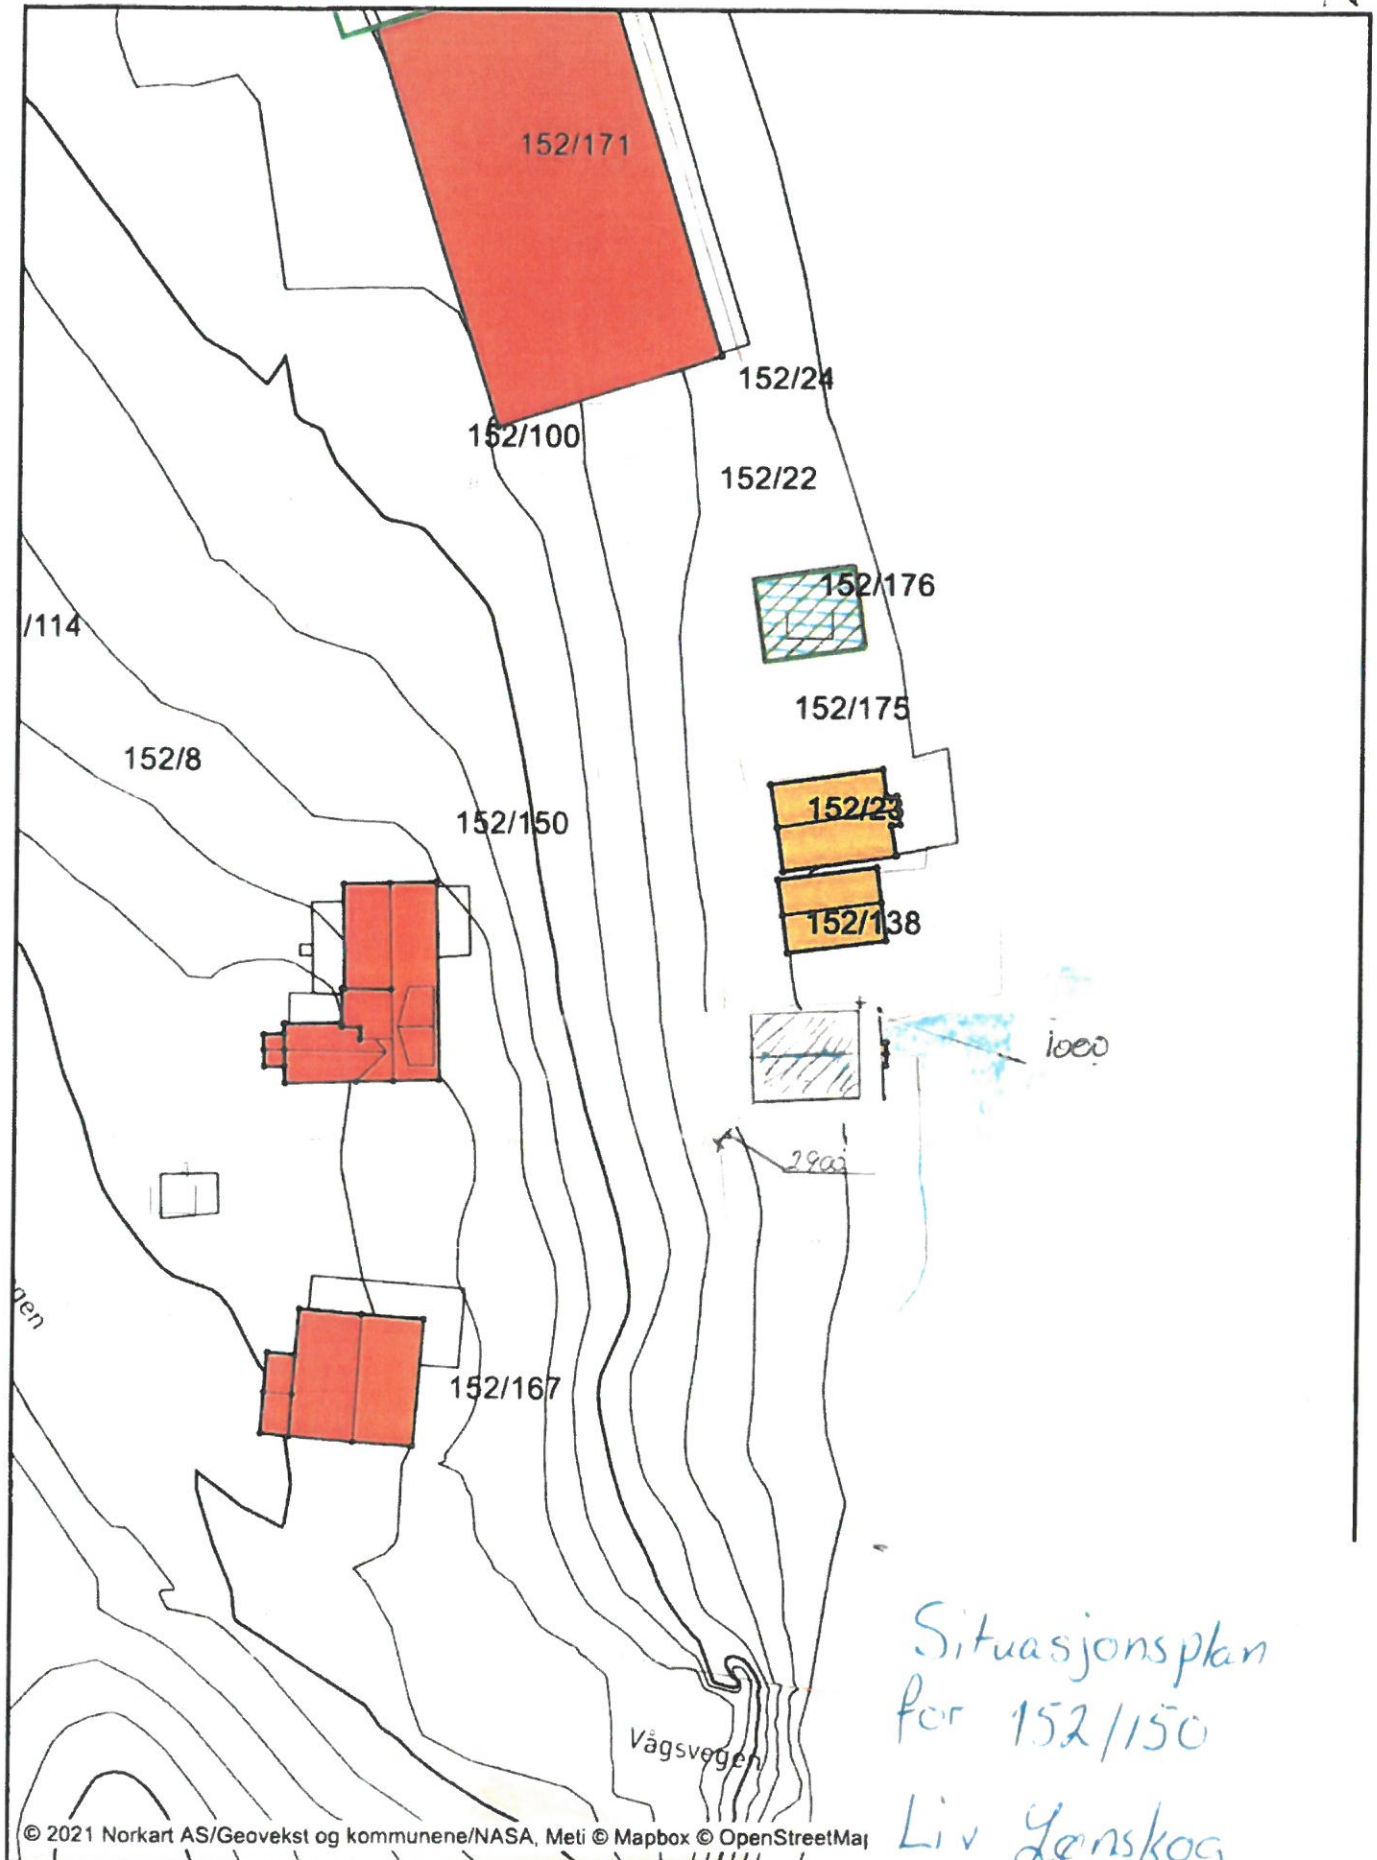 152/171
152/24
152/100
152/22
152/176
/114
152/175
152/8
152/23
152/150
152/138
1000
2900
gen
152/167
Situasjonsplan
for 152/150
Vågsvegen
Liv Lønskog
© 2021 Norkart AS/Geovekst og kommunene/NASA, Meti © Mapbox © OpenStreetMap